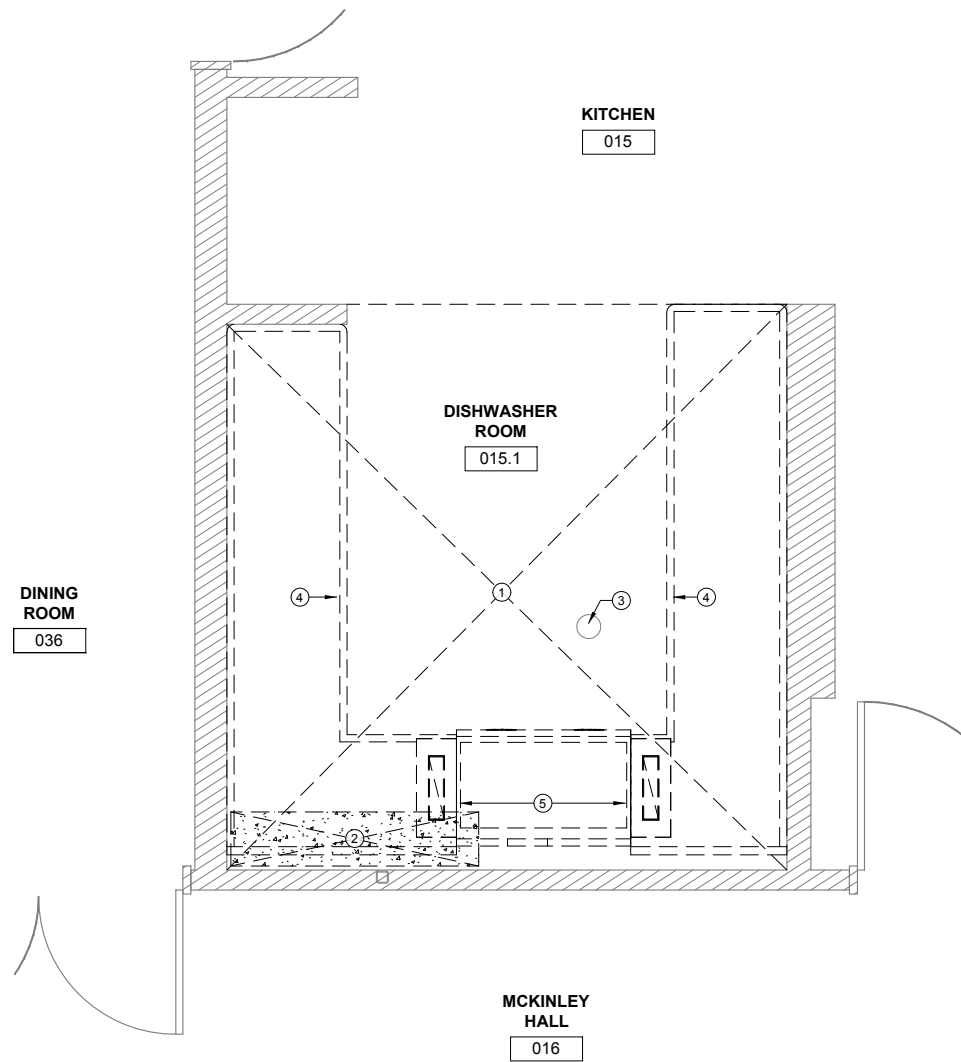 KITCHEN
015
DISHWASHER
ROOM
015.1
DINING
ROOM
036
4
1
3
4
5
2
MCKINLEY
HALL
016